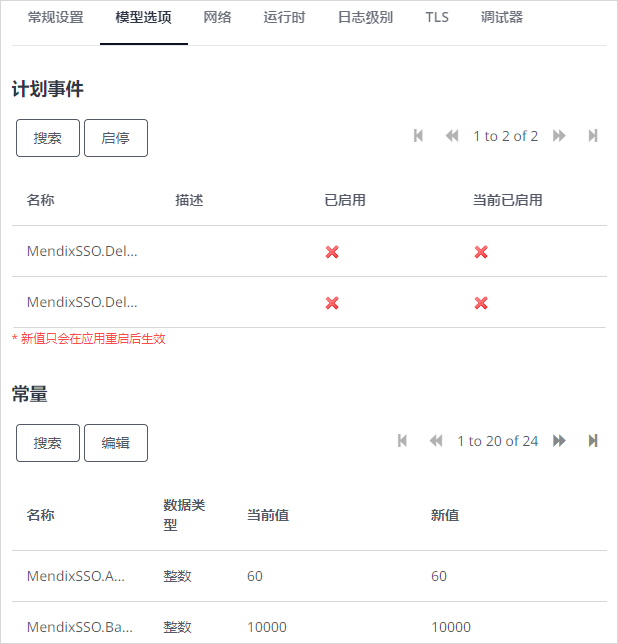 常规设置 模型选项 网络 运行时 日志级别 TLS 调试器
计划事件
搜索 启停 1 to 2 of 2
名称 描述 已启用 当前已启用
MendixSSO.Del...
MendixSSO.Del...
* 新值只会在应用重启后生效
常量
搜索 编辑 1 to 20 of 24
名称 数据类型 当前值 新值
MendixSSO.A... 整数 60 60
MendixSSO.Ba... 整数 10000 10000